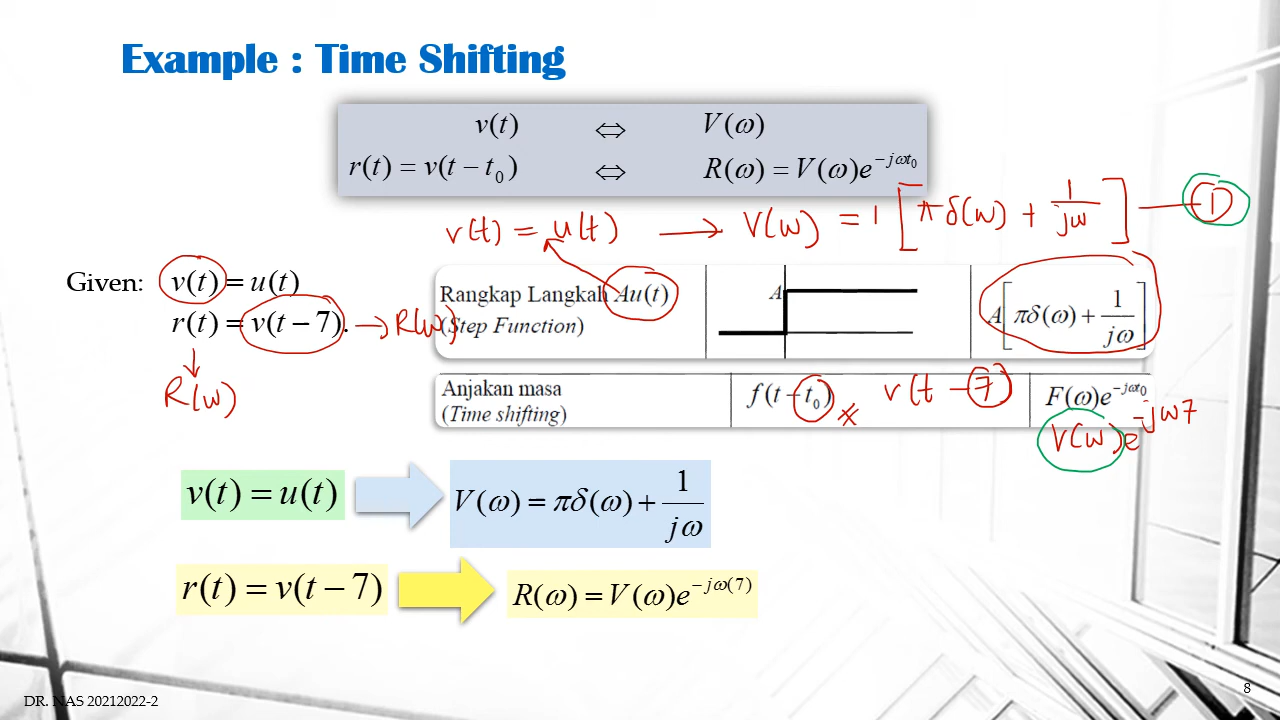 Example : Time Shifting
v(t) ⇔ V(ω)
r(t) = v(t − t₀) ⇔ R(ω) = V(ω)e^{−jωt₀}
v(t) = u(t) → V(w) = 1 [πδ(w) + 1/jw] — ①
Given: v(t) = u(t)
r(t) = v(t − 7). → R(w)
R(w)
Rangkap Langkah Au(t) A A[πδ(ω) + 1/jω]
(Step Function)
Anjakan masa f(t − t₀) * v(t − 7) F(ω)e^{−jωt₀}
(Time shifting)
V(w)e^{−jw7}
v(t) = u(t) V(ω) = πδ(ω) + 1/jω
r(t) = v(t − 7) R(ω) = V(ω)e^{−jω(7)}
DR. NAS 20212022-2
8